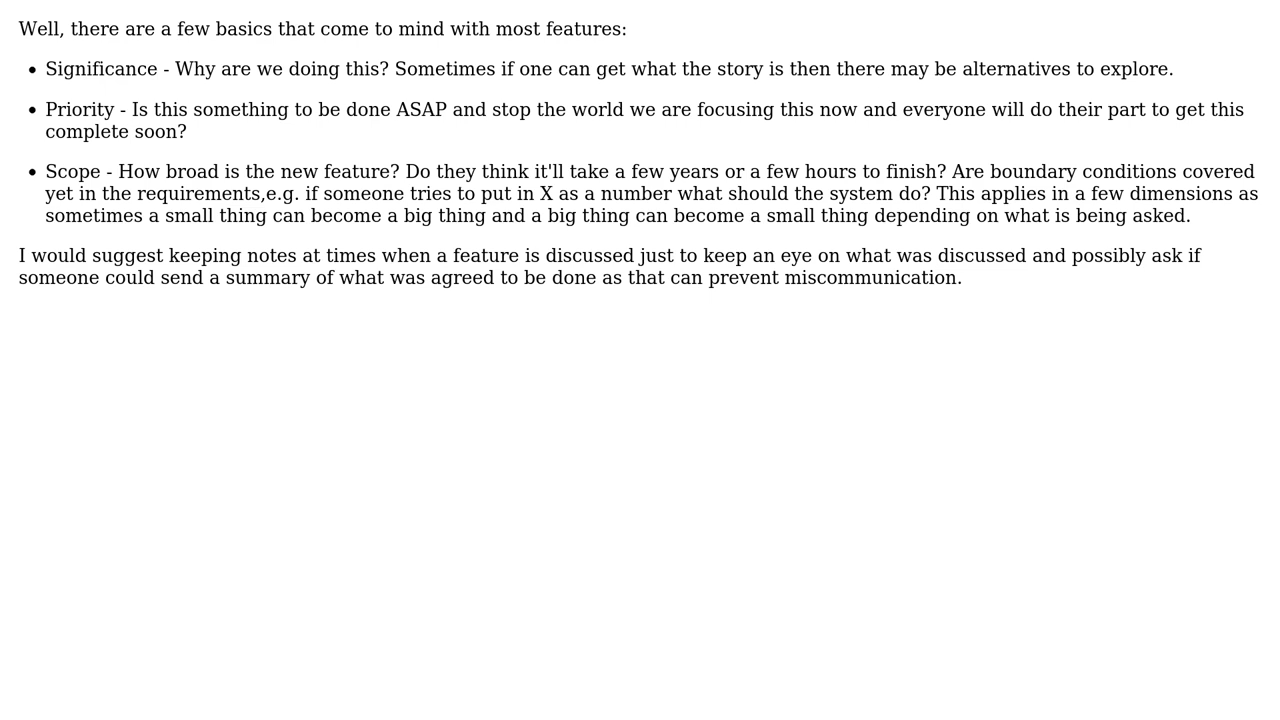 Well, there are a few basics that come to mind with most features:
• Significance - Why are we doing this? Sometimes if one can get what the story is then there may be alternatives to explore.
• Priority - Is this something to be done ASAP and stop the world we are focusing this now and everyone will do their part to get this
complete soon?
• Scope - How broad is the new feature? Do they think it'll take a few years or a few hours to finish? Are boundary conditions covered
yet in the requirements,e.g. if someone tries to put in X as a number what should the system do? This applies in a few dimensions as
sometimes a small thing can become a big thing and a big thing can become a small thing depending on what is being asked.
I would suggest keeping notes at times when a feature is discussed just to keep an eye on what was discussed and possibly ask if
someone could send a summary of what was agreed to be done as that can prevent miscommunication.